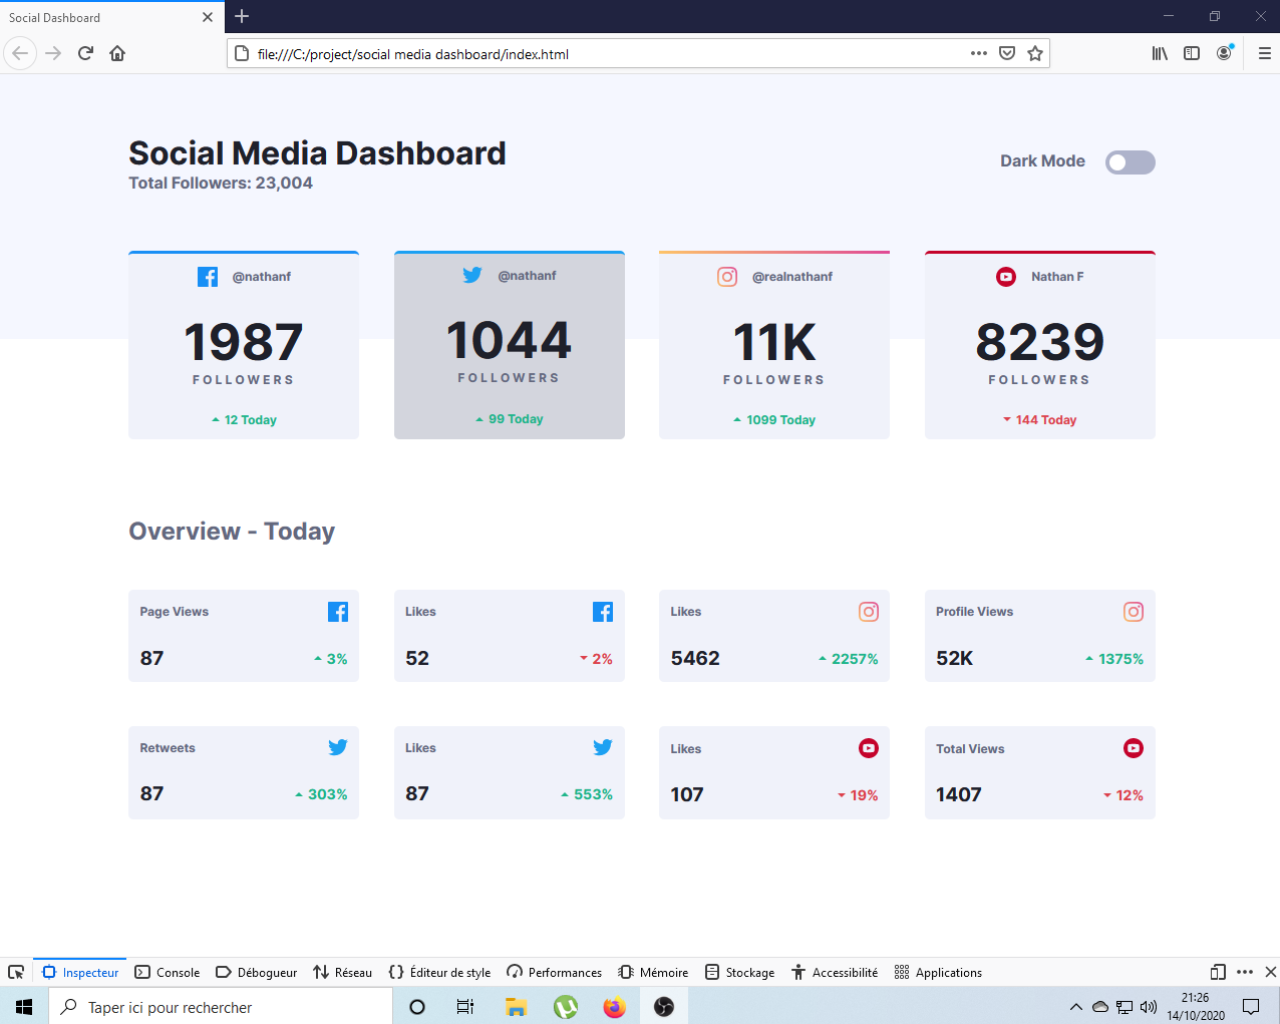 Social Dashboard
file:///C:/project/social media dashboard/index.html
Social Media Dashboard
Total Followers: 23,004
Dark Mode
@nathanf
1987
FOLLOWERS
12 Today
@nathanf
1044
FOLLOWERS
99 Today
@realnathanf
11K
FOLLOWERS
1099 Today
Nathan F
8239
FOLLOWERS
144 Today
Overview - Today
Page Views
87
3%
Likes
52
2%
Likes
5462
2257%
Profile Views
52K
1375%
Retweets
87
303%
Likes
87
553%
Likes
107
19%
Total Views
1407
12%
Inspecteur
Console
Débogueur
Réseau
Éditeur de style
Performances
Mémoire
Stockage
Accessibilité
Applications
Taper ici pour rechercher
21:26
14/10/2020